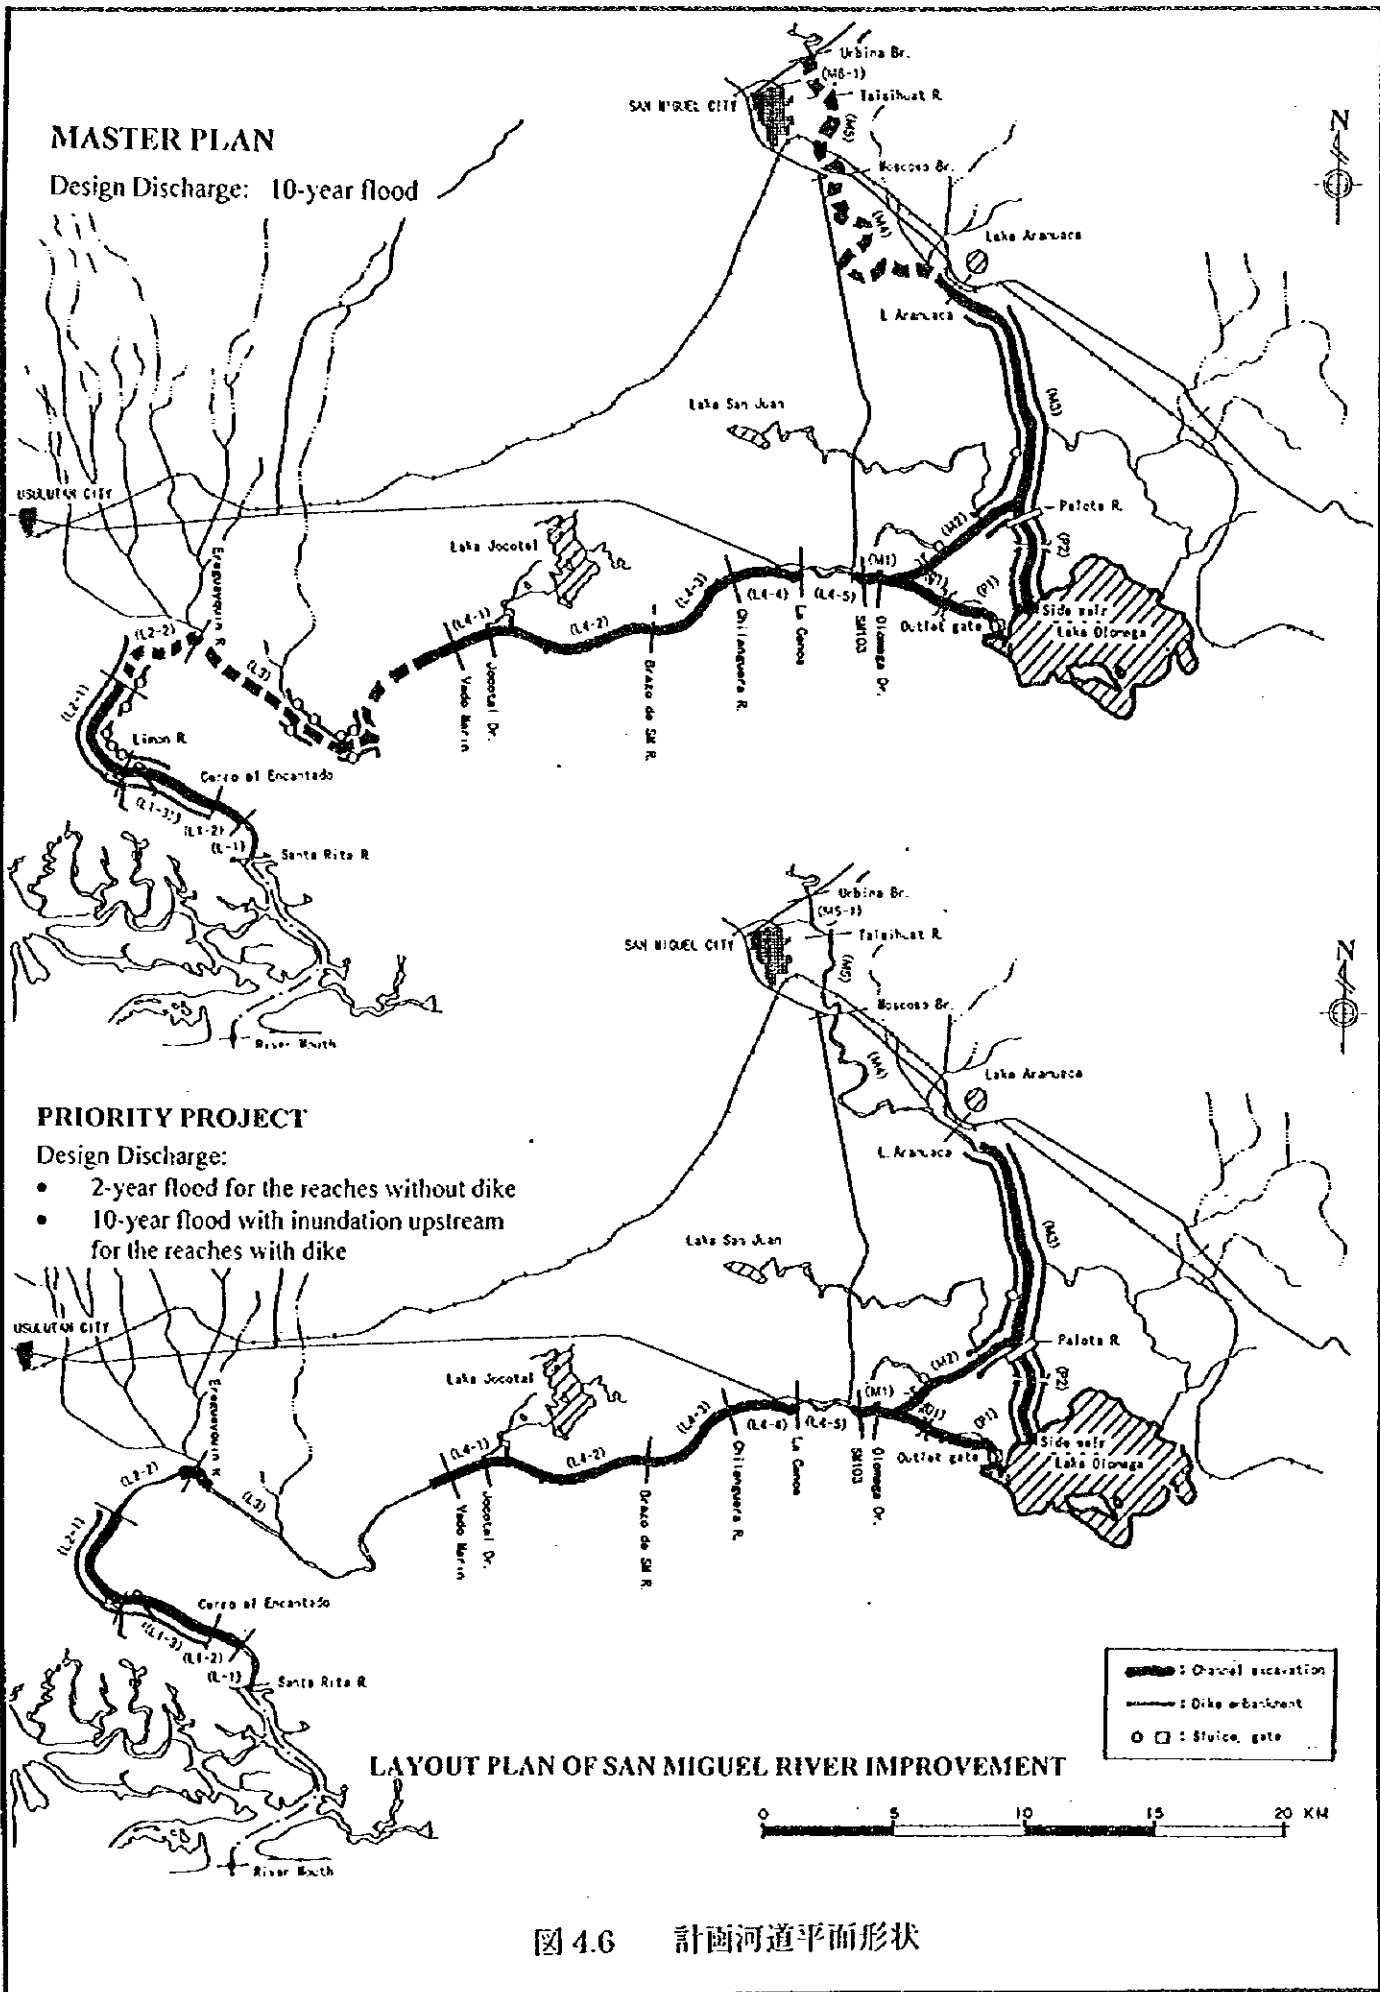 MASTER PLAN
Design Discharge: 10-year flood
Urbina Br.
SAN MIGUEL CITY
Taisihuat R.
(M5)
Moscoso Br.
(M4)
N
Lake Aramuaca
L Aramuaca
(M3)
Lake San Juan
USULUTAN CITY
Lake Jocotal
Palota R.
(M2)
(P2)
(M1)
(P1)
Side weir
Lake Olomega
Outlet gate
(L4-5)
(L4-4)
(L4-3)
(L4-2)
(L4-1)
La Canoa
SM103
Olomega Dr.
Chilanguera R.
Brazo de SM R.
Jocotal Dr.
Vado Marin
(L2-2)
(L3)
(L2-1)
Limon R.
Cerro el Encantado
(L1-3)
(L1-2)
(L-1)
Santa Rita R
River Mouth
PRIORITY PROJECT
Design Discharge:
• 2-year flood for the reaches without dike
• 10-year flood with inundation upstream
for the reaches with dike
Urbina Br.
(M5-1)
SAN MIGUEL CITY
Taisihuat R.
(M5)
Moscoso Br.
(M4)
N
Lake Aramuaca
L Aramuaca
(M3)
Lake San Juan
USULUTAN CITY
Lake Jocotal
Palota R.
(M2)
(P2)
(M1)
(P1)
Side weir
Lake Olomega
Outlet gate
(L4-5)
(L4-4)
(L4-3)
(L4-2)
(L4-1)
La Canoa
SM103
Olomega Dr.
Chilanguera R.
Brazo de SM R.
Jocotal Dr.
Vado Marin
(L2-2)
(L3)
(L2-1)
Cerro el Encantado
(L1-3)
(L1-2)
(L-1)
Santa Rita R
River Mouth
: Channel excavation
: Dike embankment
: Sluice gate
LAYOUT PLAN OF SAN MIGUEL RIVER IMPROVEMENT
0 5 10 15 20 KM
図 4.6 計画河道平面形状